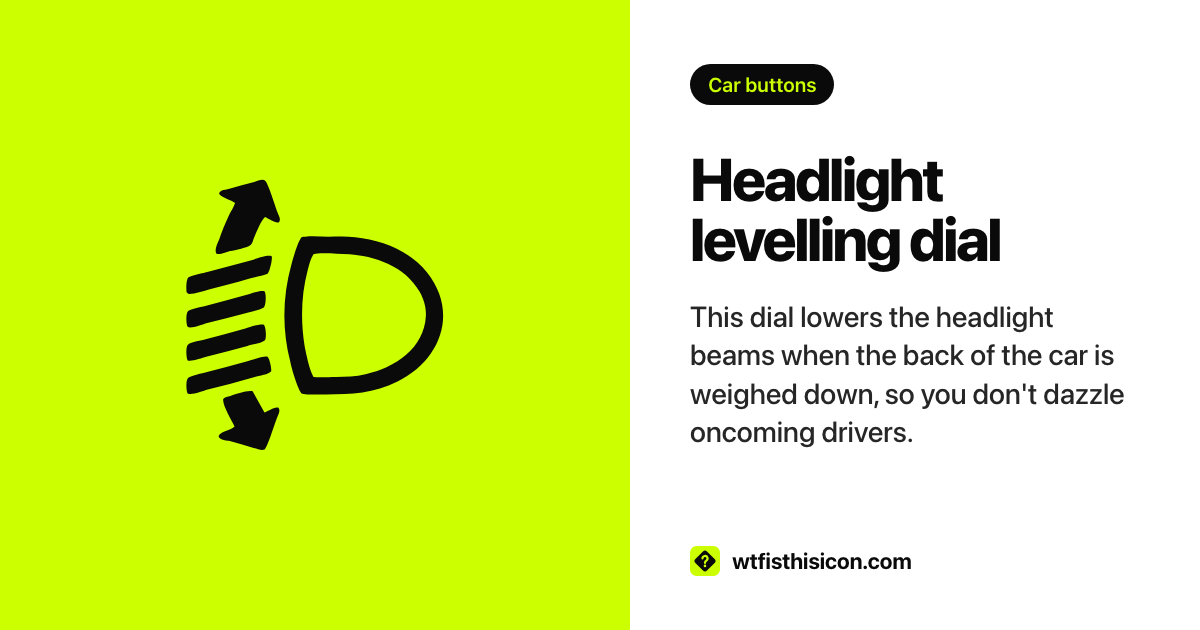 Car buttons
Headlight
levelling dial
This dial lowers the headlight
beams when the back of the car is
weighed down, so you don't dazzle
oncoming drivers.
?
wtfisthisicon.com